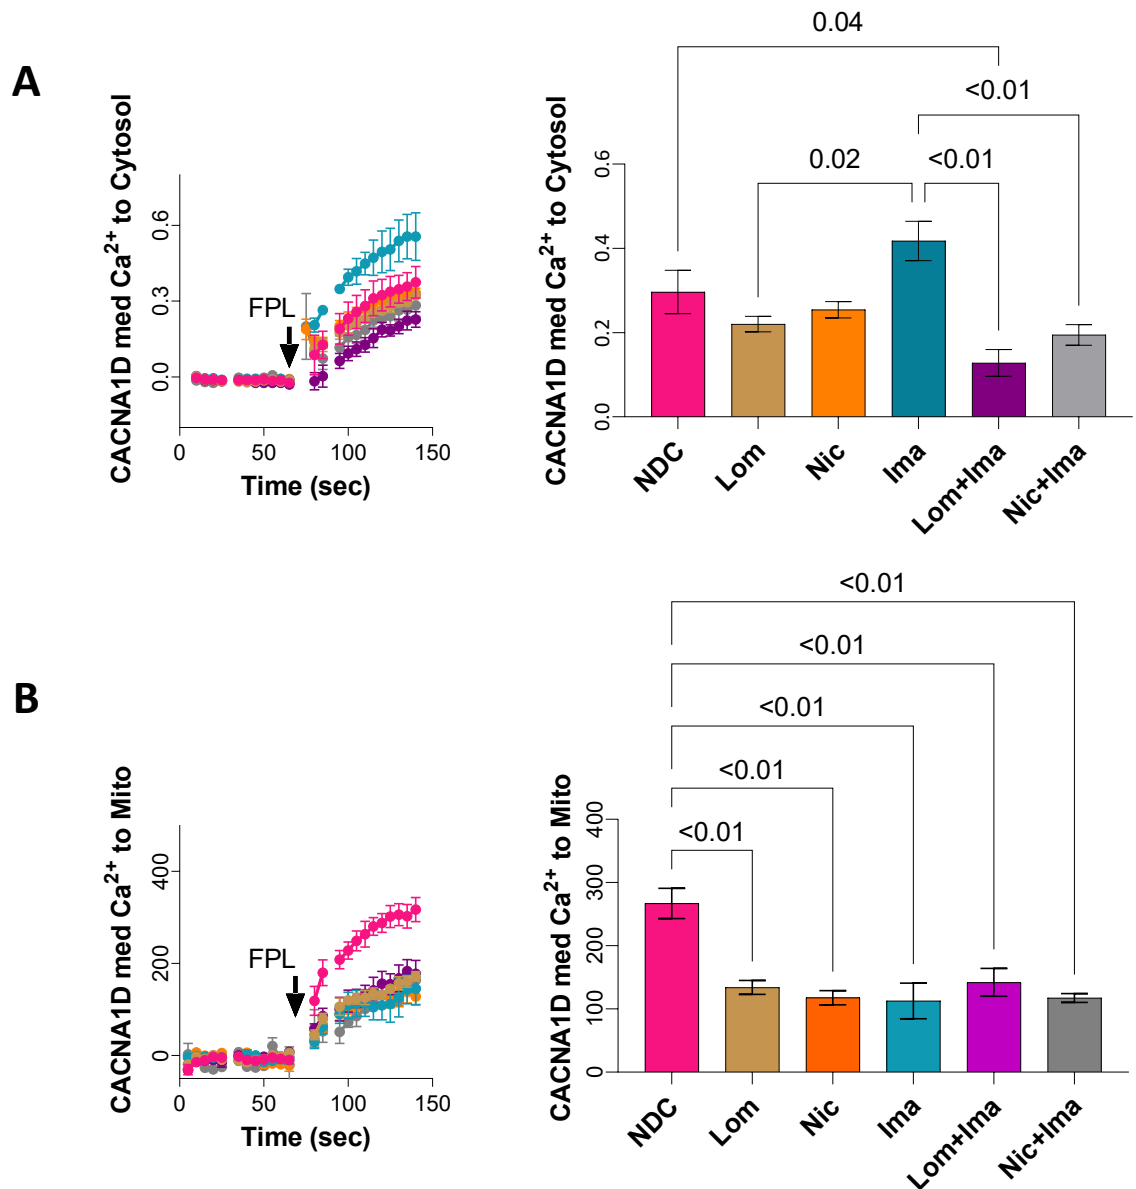 A
CACNA1D med Ca²⁺ to Cytosol
0.6
0.3
0.0
FPL
0
50
100
150
Time (sec)
CACNA1D med Ca²⁺ to Cytosol
0.6
0.4
0.2
0.0
0.04
<0.01
0.02
<0.01
NDC
Lom
Nic
Ima
Lom+Ima
Nic+Ima
B
CACNA1D med Ca²⁺ to Mito
400
200
0
FPL
0
50
100
150
Time (sec)
CACNA1D med Ca²⁺ to Mito
400
300
200
100
0
<0.01
<0.01
<0.01
<0.01
<0.01
NDC
Lom
Nic
Ima
Lom+Ima
Nic+Ima